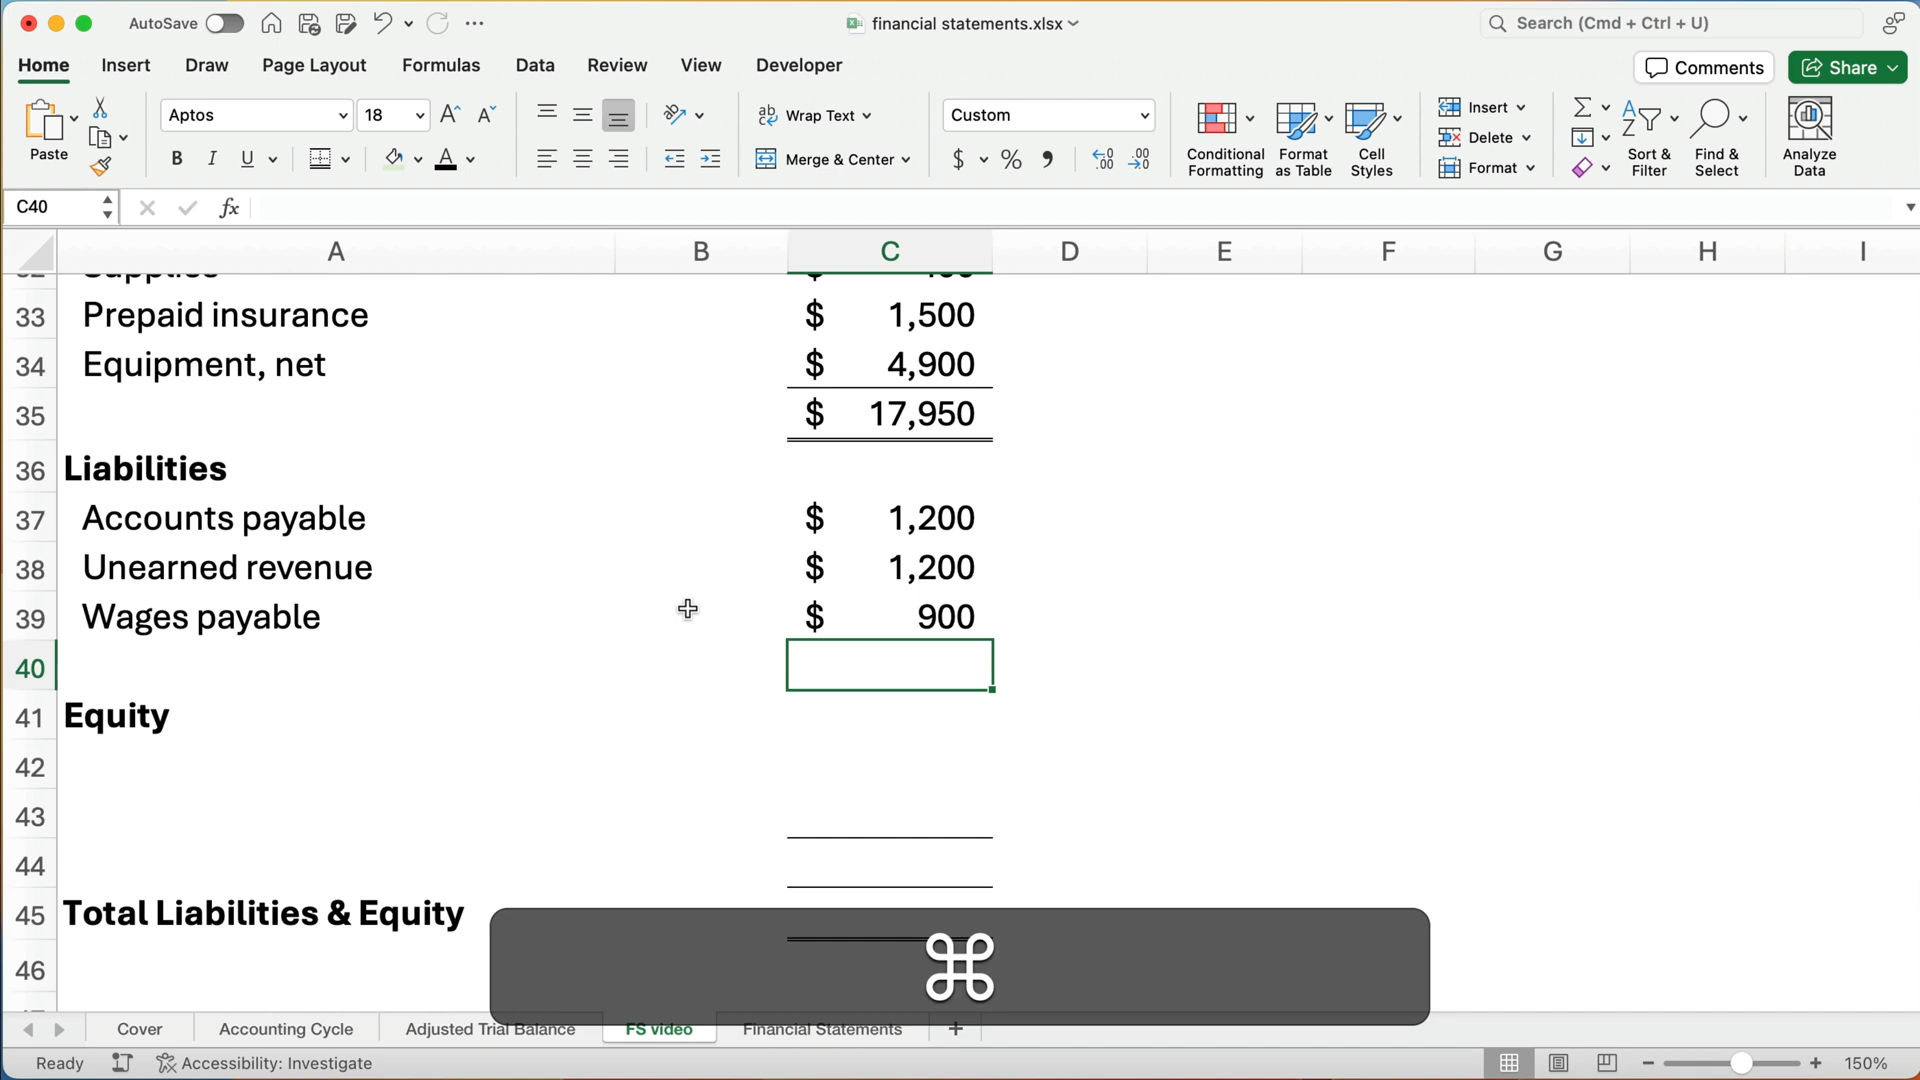 AutoSave
financial statements.xlsx
Search (Cmd + Ctrl + U)
Home Insert Draw Page Layout Formulas Data Review View Developer
Comments
Share
Paste
Aptos
18
Wrap Text
Merge & Center
Custom
Conditional Formatting
Format as Table
Cell Styles
Insert
Delete
Format
Sort & Filter
Find & Select
Analyze Data
C40
fx
A B C D E F G H I
33 Prepaid insurance $ 1,500
34 Equipment, net $ 4,900
35 $ 17,950
36 Liabilities
37 Accounts payable $ 1,200
38 Unearned revenue $ 1,200
39 Wages payable $ 900
40
41 Equity
42
43
44
45 Total Liabilities & Equity
46
⌘
Cover Accounting Cycle Adjusted Trial Balance FS video Financial Statements +
Ready Accessibility: Investigate 150%